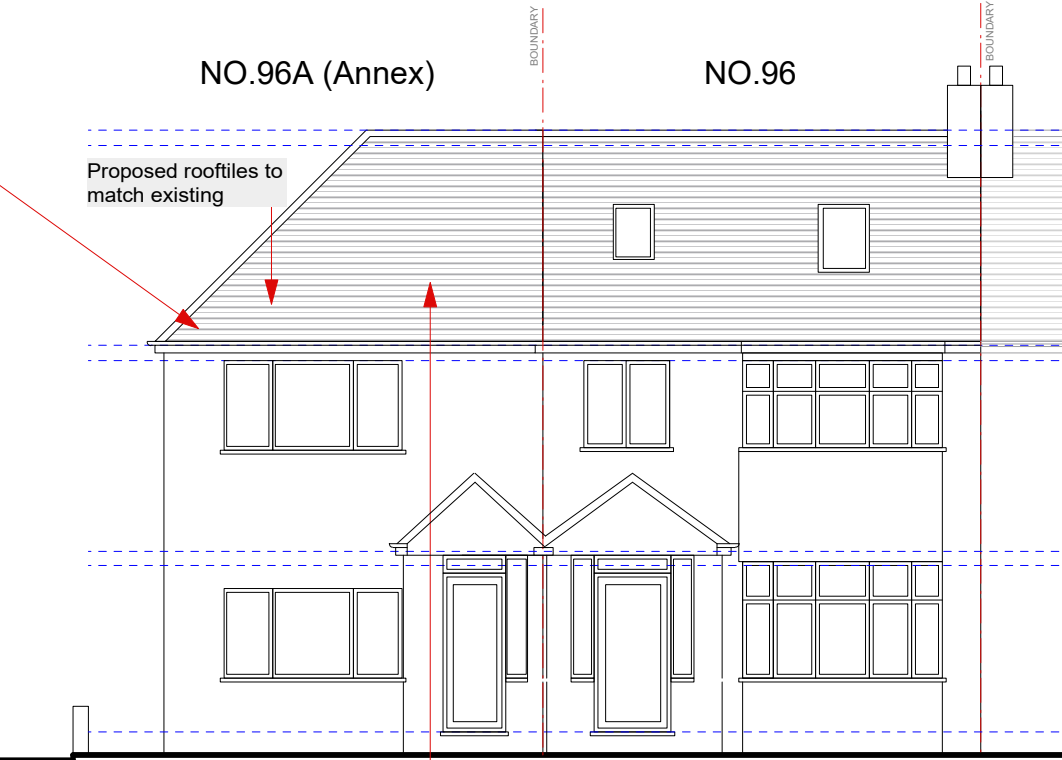 BOUNDARY
BOUNDARY
NO.96A (Annex)
NO.96
Proposed rooftiles to
match existing